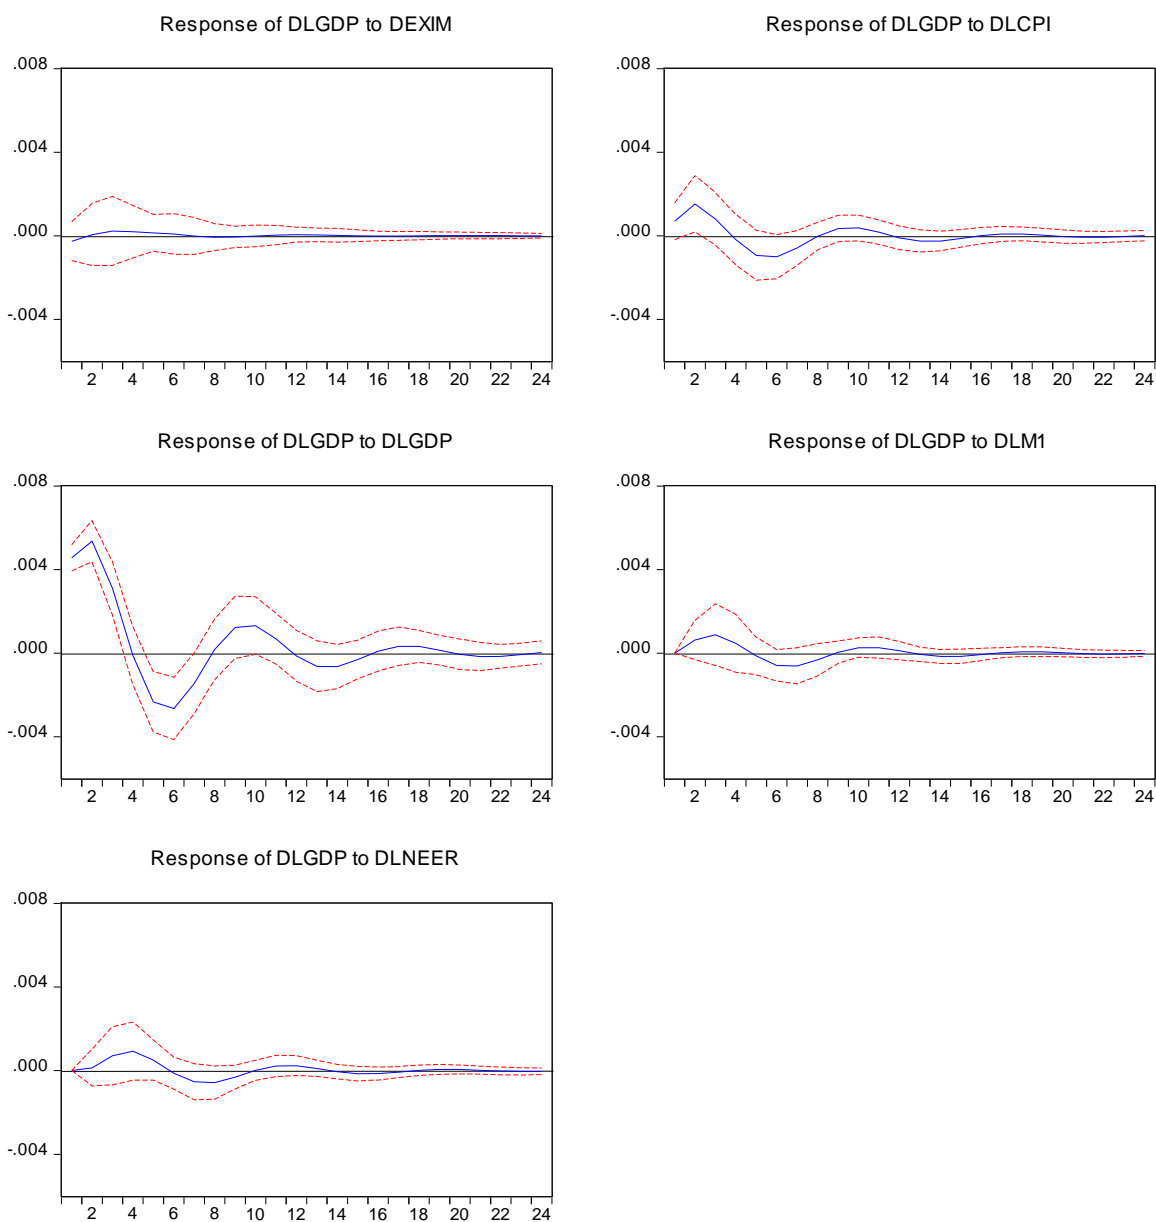 Response of DLGDP to DEXIM
.008
.004
.000
-.004
2 4 6 8 10 12 14 16 18 20 22 24
Response of DLGDP to DLCPI
.008
.004
.000
-.004
2 4 6 8 10 12 14 16 18 20 22 24
Response of DLGDP to DLGDP
.008
.004
.000
-.004
2 4 6 8 10 12 14 16 18 20 22 24
Response of DLGDP to DLM1
.008
.004
.000
-.004
2 4 6 8 10 12 14 16 18 20 22 24
Response of DLGDP to DLNEER
.008
.004
.000
-.004
2 4 6 8 10 12 14 16 18 20 22 24